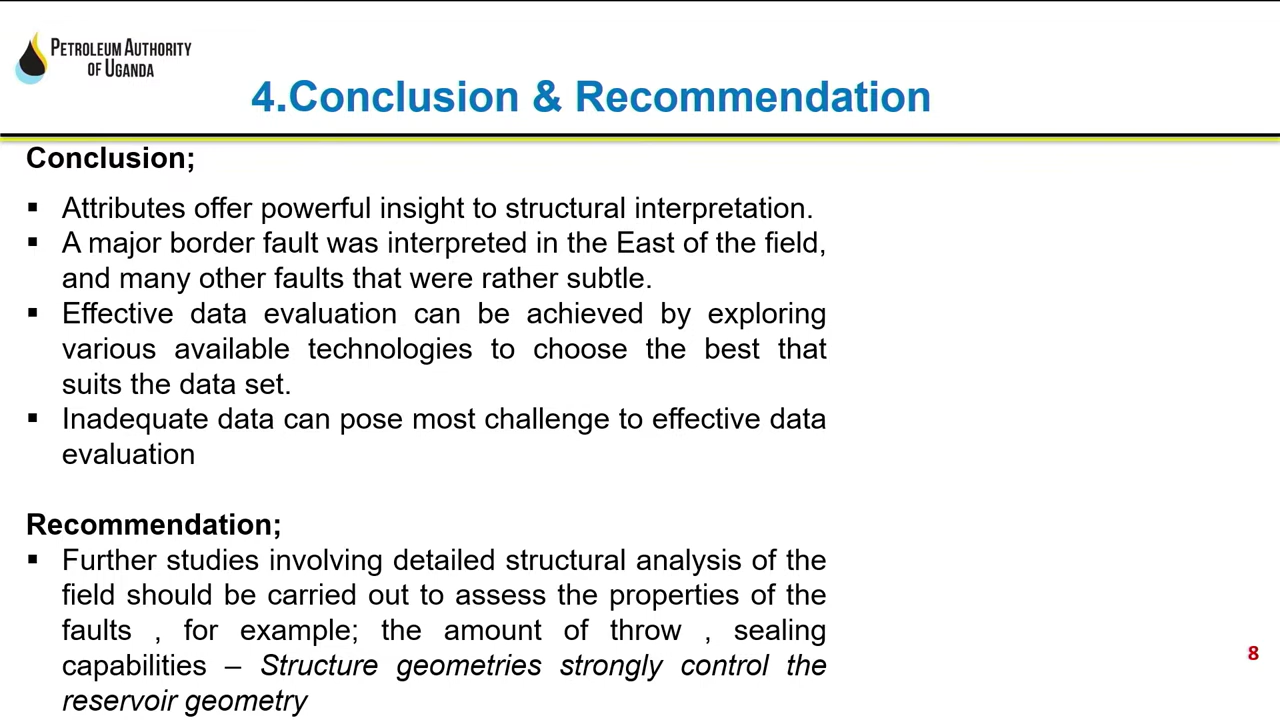 PETROLEUM AUTHORITY
OF UGANDA
4.Conclusion & Recommendation
Conclusion;
▪ Attributes offer powerful insight to structural interpretation.
▪ A major border fault was interpreted in the East of the field,
and many other faults that were rather subtle.
▪ Effective data evaluation can be achieved by exploring
various available technologies to choose the best that
suits the data set.
▪ Inadequate data can pose most challenge to effective data
evaluation
Recommendation;
▪ Further studies involving detailed structural analysis of the
field should be carried out to assess the properties of the
faults , for example; the amount of throw , sealing
capabilities – Structure geometries strongly control the
reservoir geometry
8